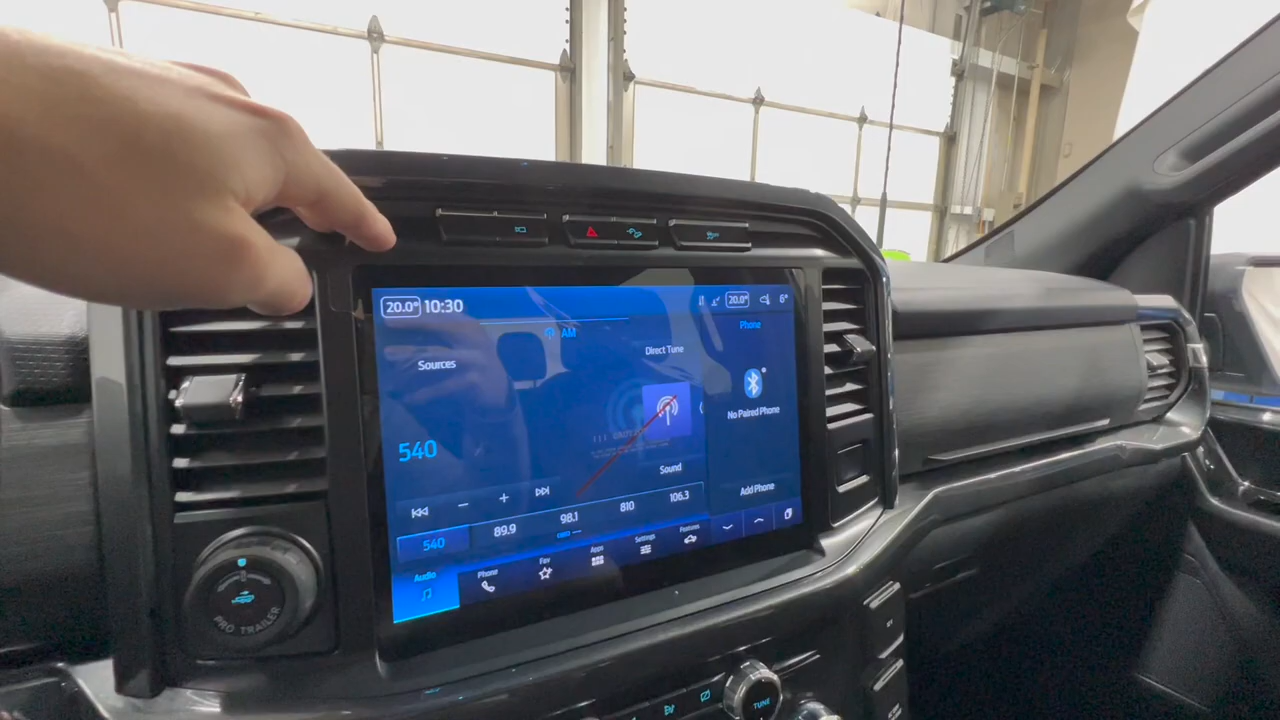 20.0° 10:30
20.0°
6°
AM
Phone
Sources
Direct Tune
No Paired Phone
540
Sound
Add Phone
540
89.9
98.1
810
106.3
Audio
Phone
Fav
Apps
Settings
Features
PRO TRAILER
TUNE